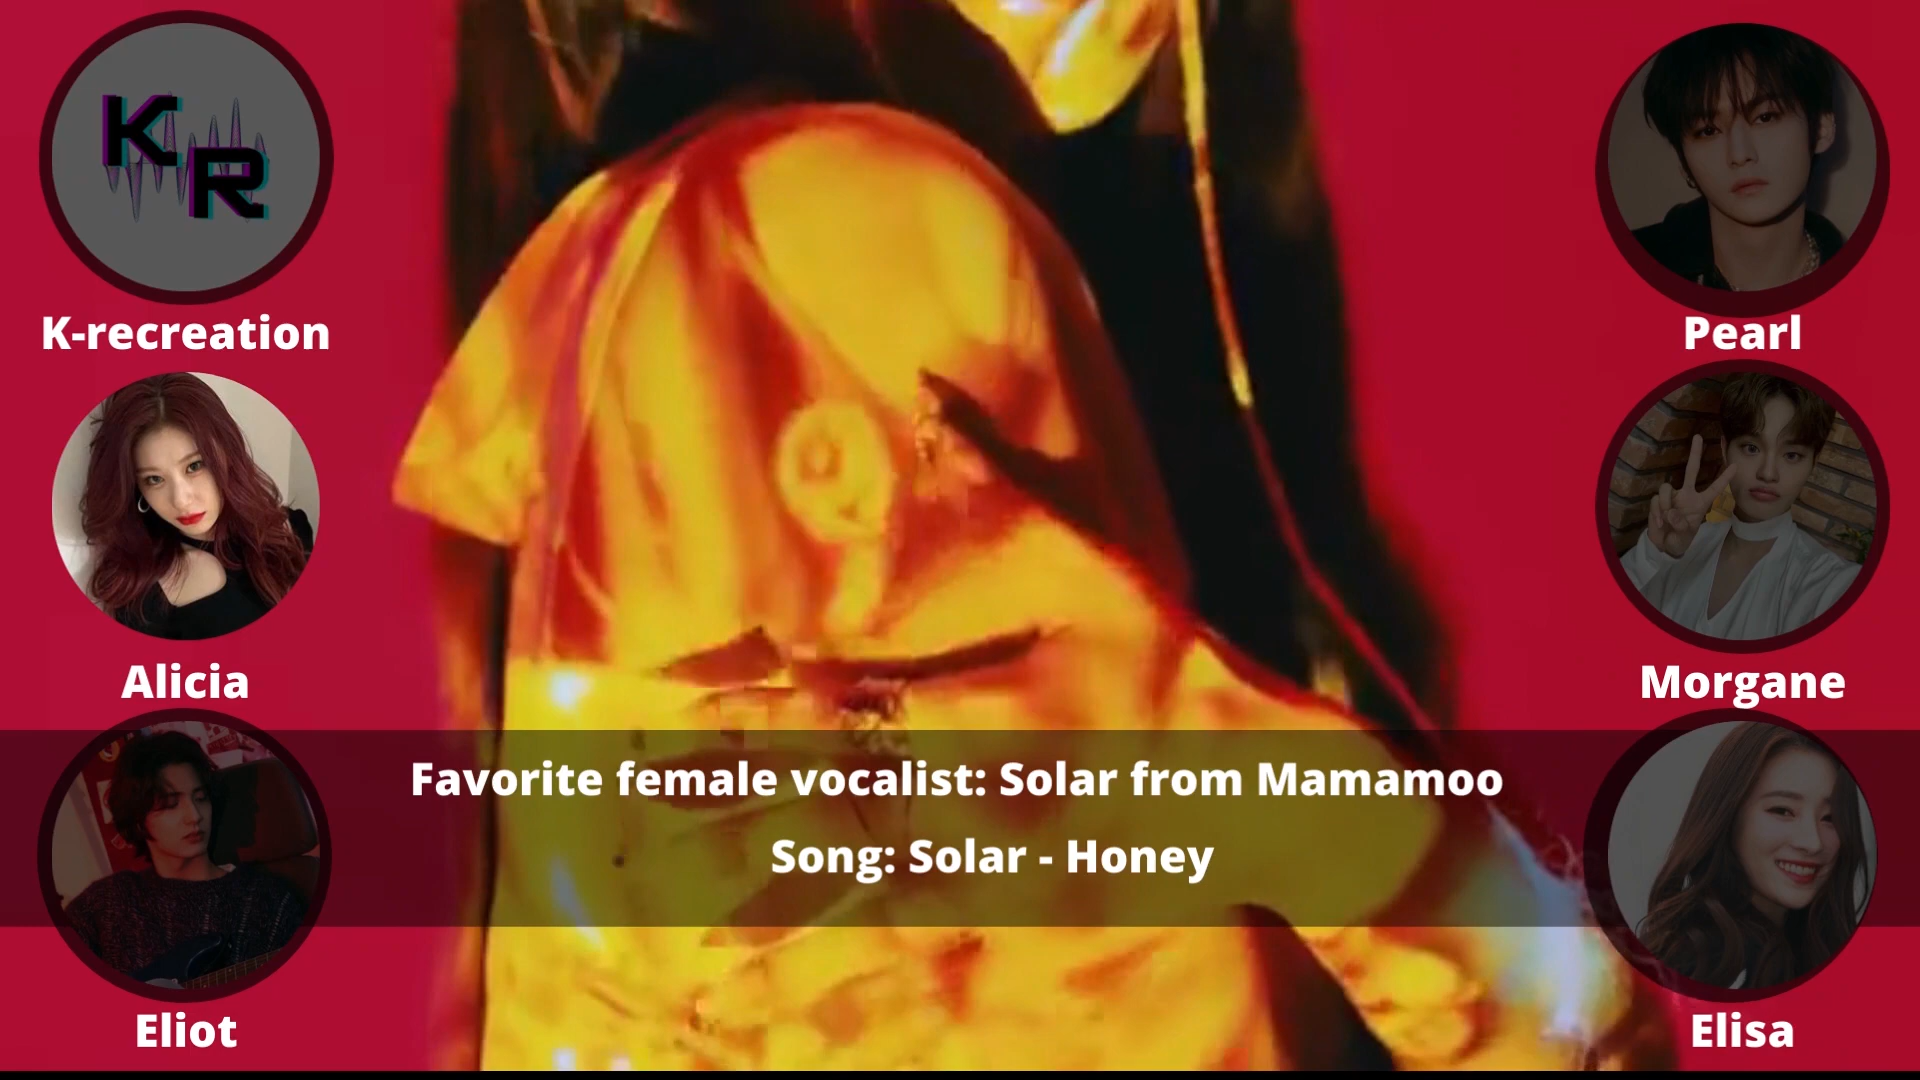 KR
K-recreation
Pearl
Alicia
Morgane
Favorite female vocalist: Solar from Mamamoo
Song: Solar - Honey
Eliot
Elisa